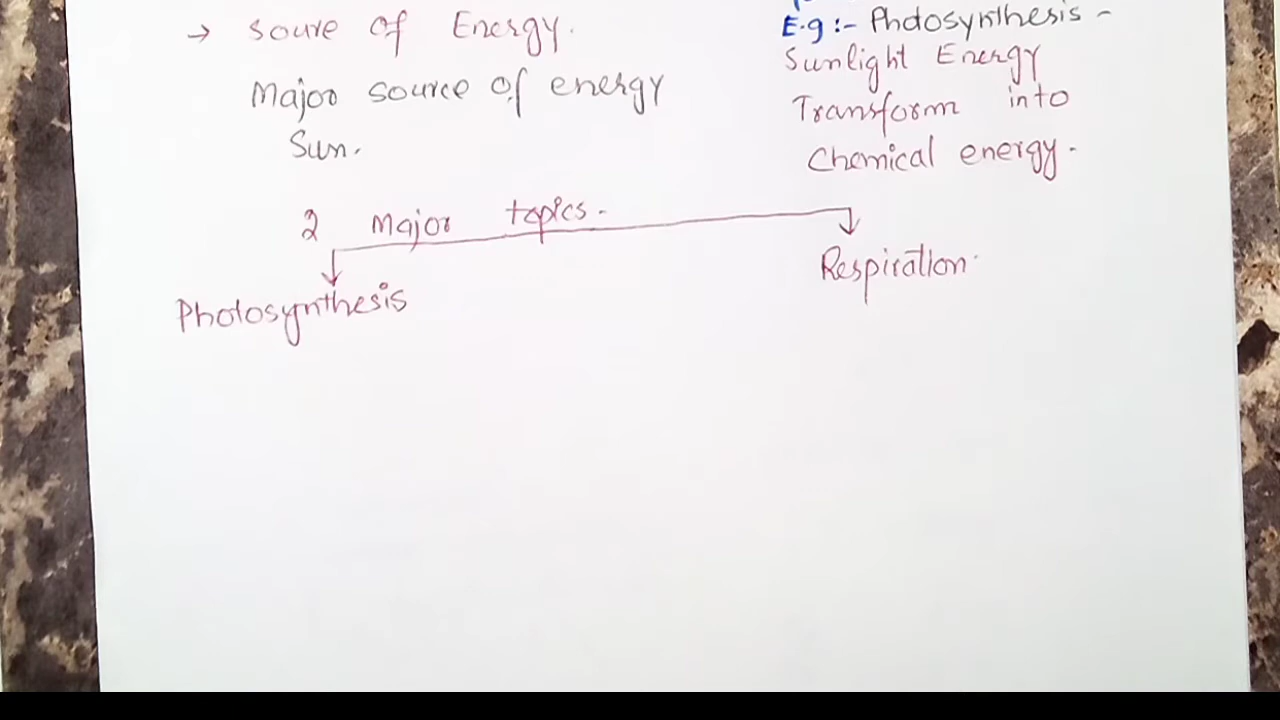 → Soure of Energy.
Major source of energy
Sun.
E.g :- Photosynthesis -
Sunlight Energy
Transform into
Chemical energy.
2 Major topics.
Photosynthesis
Respiration.